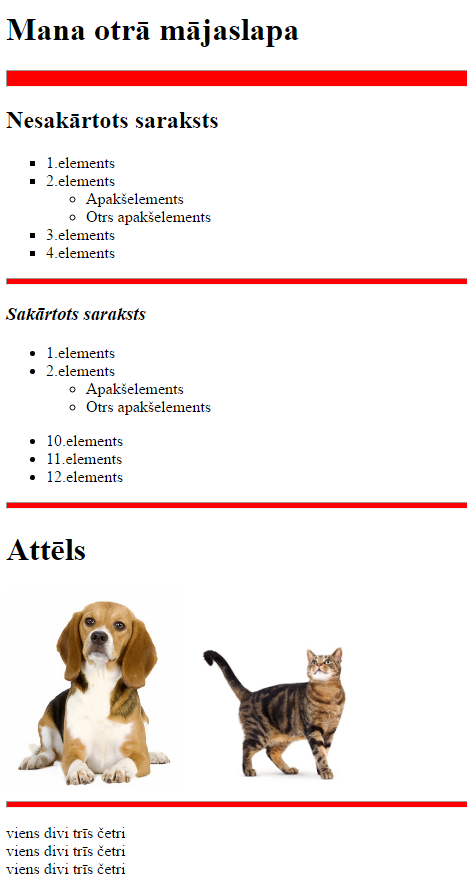 Mana otrā mājaslapa
Nesakārtots saraksts
1.elements
2.elements
Apakšelements
Otrs apakšelements
3.elements
4.elements
Sakārtots saraksts
1.elements
2.elements
Apakšelements
Otrs apakšelements
10.elements
11.elements
12.elements
Attēls
viens divi trīs četri
viens divi trīs četri
viens divi trīs četri